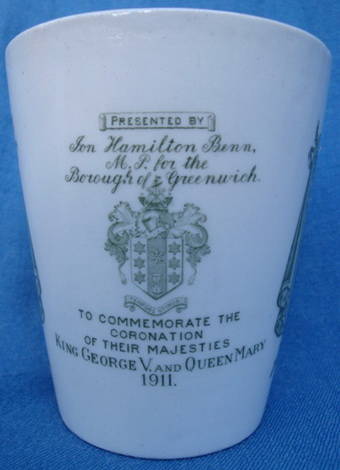 PRESENTED BY
Ion Hamilton Benn,
M.P. for the
Borough of Greenwich.
TO COMMEMORATE THE
CORONATION
OF THEIR MAJESTIES
KING GEORGE V. AND QUEEN MARY
1911.